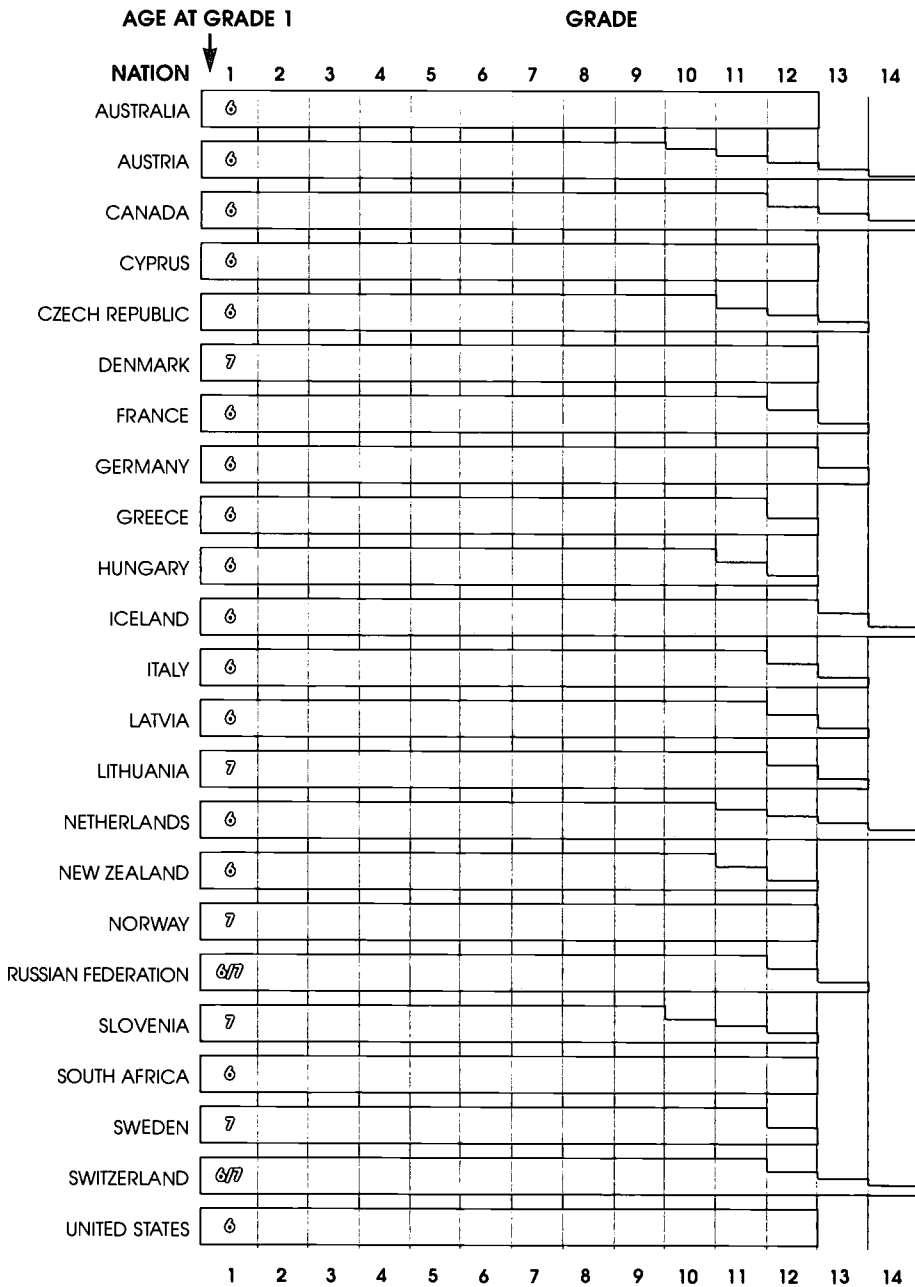 AGE AT GRADE 1 GRADE
NATION 1 2 3 4 5 6 7 8 9 10 11 12 13 14
AUSTRALIA 6
AUSTRIA 6
CANADA 6
CYPRUS 6
CZECH REPUBLIC 6
DENMARK 7
FRANCE 6
GERMANY 6
GREECE 6
HUNGARY 6
ICELAND 6
ITALY 6
LATVIA 6
LITHUANIA 7
NETHERLANDS 6
NEW ZEALAND 6
NORWAY 7
RUSSIAN FEDERATION 6/7
SLOVENIA 7
SOUTH AFRICA 6
SWEDEN 7
SWITZERLAND 6/7
UNITED STATES 6
1 2 3 4 5 6 7 8 9 10 11 12 13 14